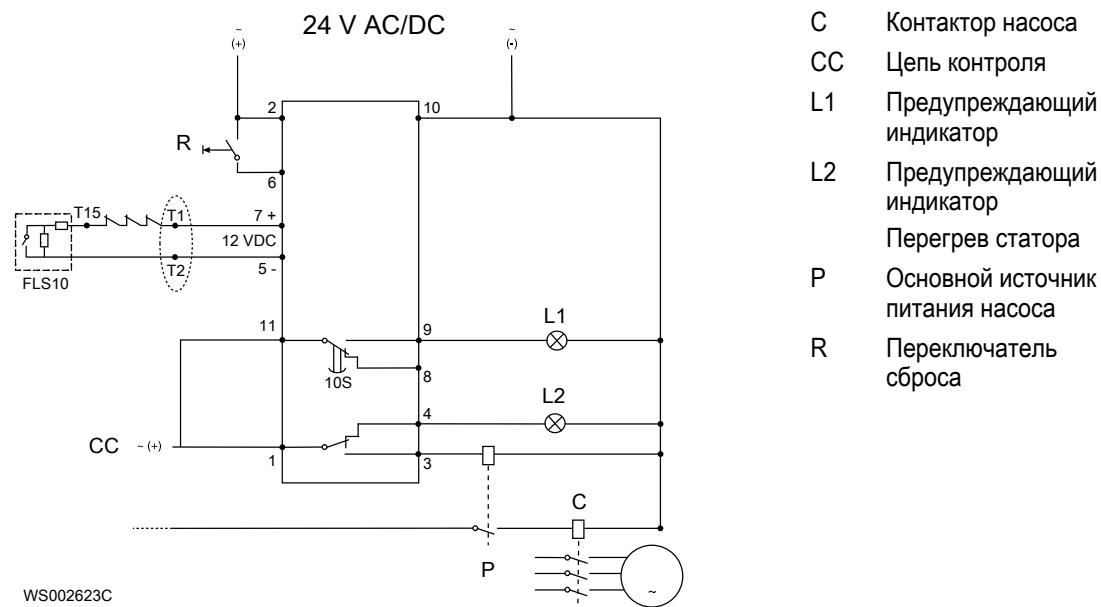 24 V AC/DC
~
(+)
~
(-)
2
10
R
6
T15
T1
7 +
12 VDC
T2
5 -
FLS10
11
9
L1
10S
8
4
L2
CC ~ (+)
1
3
C
P
~
WS002623C
C Контактор насоса
CC Цепь контроля
L1 Предупреждающий
индикатор
L2 Предупреждающий
индикатор
Перегрев статора
P Основной источник
питания насоса
R Переключатель
сброса